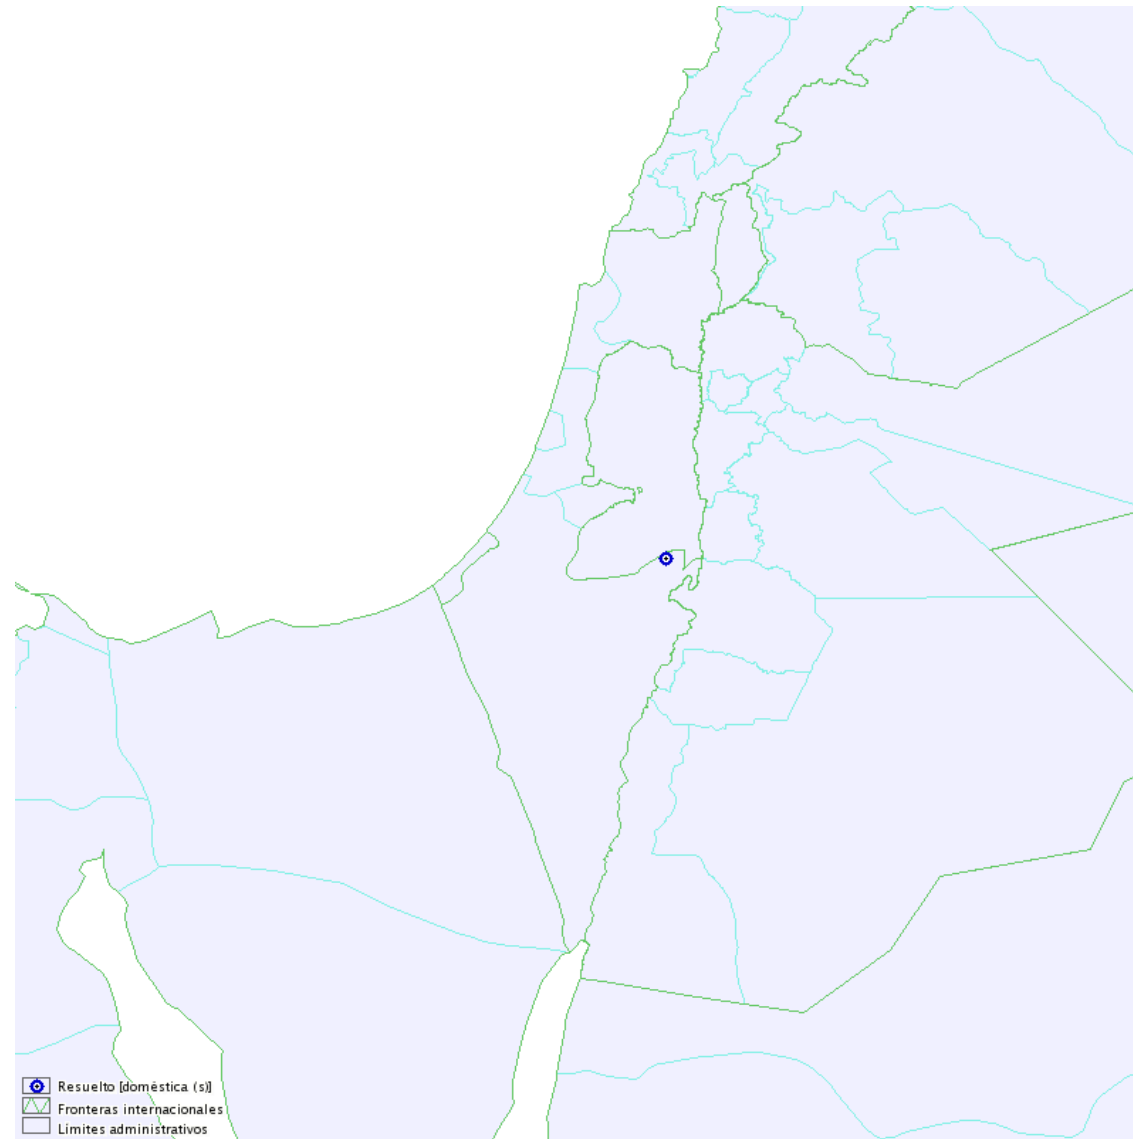 Resuelto [doméstica (s)]
Fronteras internacionales
Límites administrativos